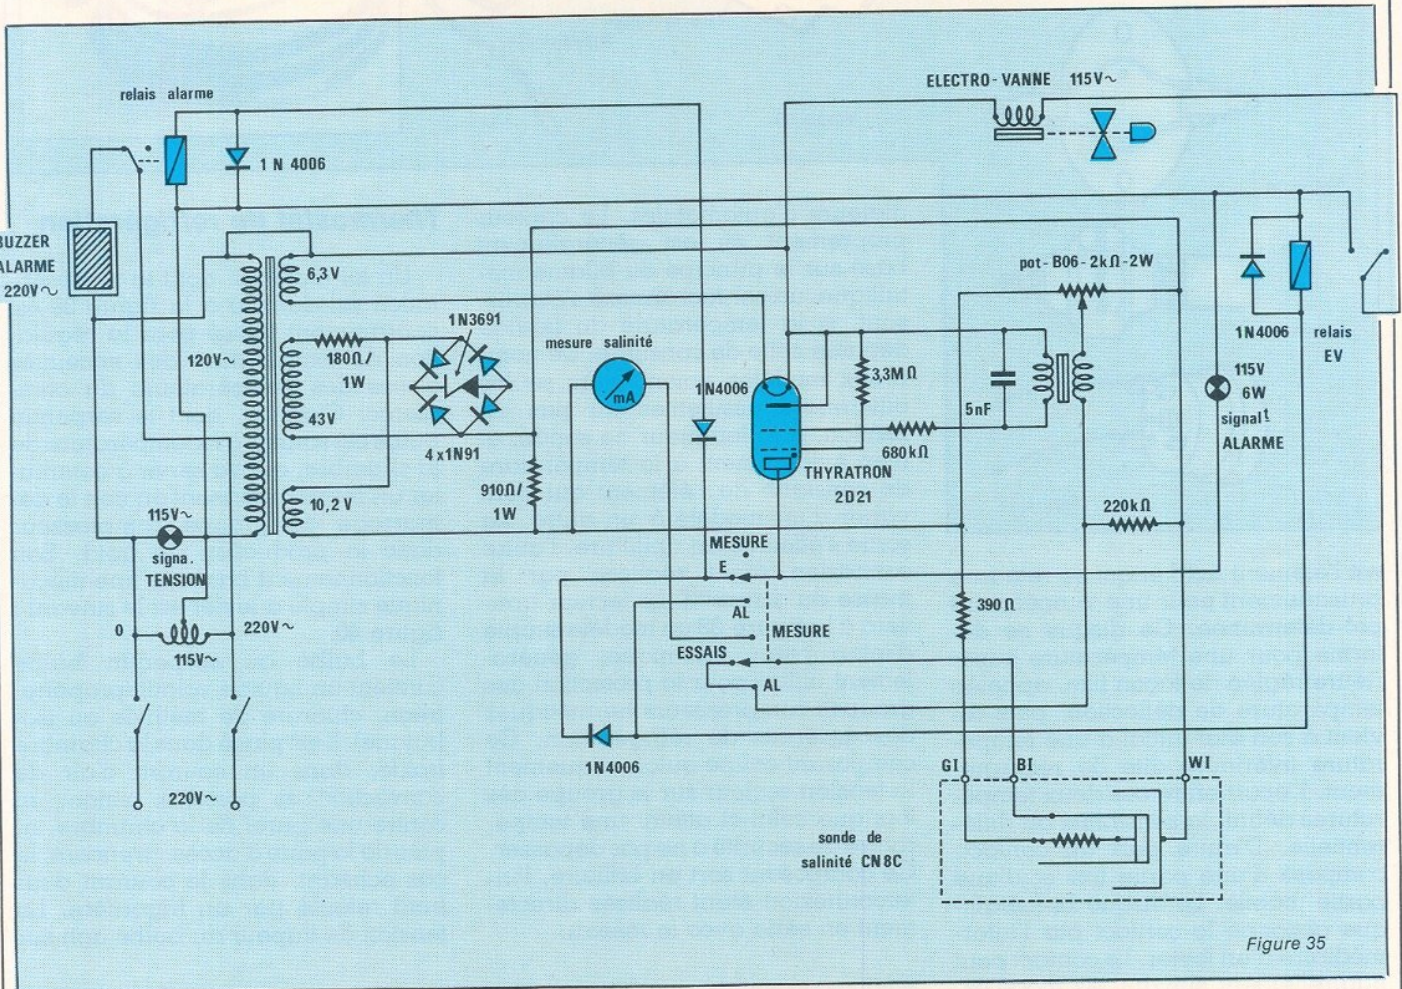 relais alarme
ELECTRO-VANNE 115V~
1 N 4006
BUZZER
ALARME
220V~
6,3 V
pot-B06-2kΩ-2W
1N3691
mesure salinité
120V~
180Ω/
1W
mA
1N4006
3,3MΩ
1N4006
relais
EV
115V
6W
signalt
ALARME
43V
5nF
4x1N91
680kΩ
THYRATRON
2D21
910Ω/
1W
10,2 V
220kΩ
115V~
signa.
TENSION
MESURE
E
AL
390Ω
0
220V~
MESURE
115V~
ESSAIS
AL
1N4006
GI
BI
WI
220V~
sonde de
salinité CN8C
Figure 35